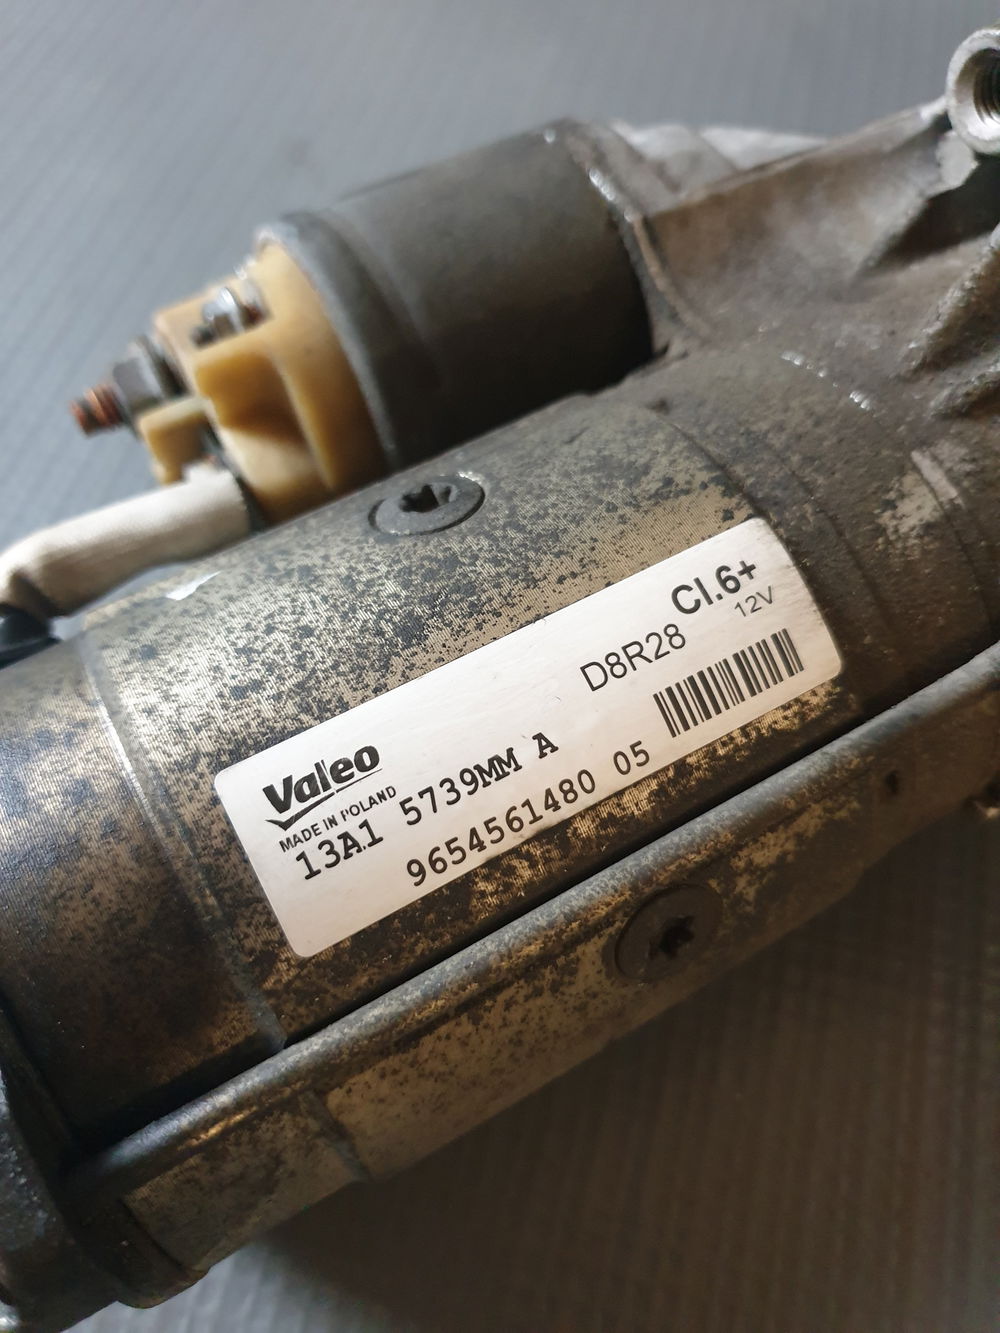 Valeo
MADE IN POLAND
13A1 5739MM A
9654561480 05
D8R28
CI.6+
12V